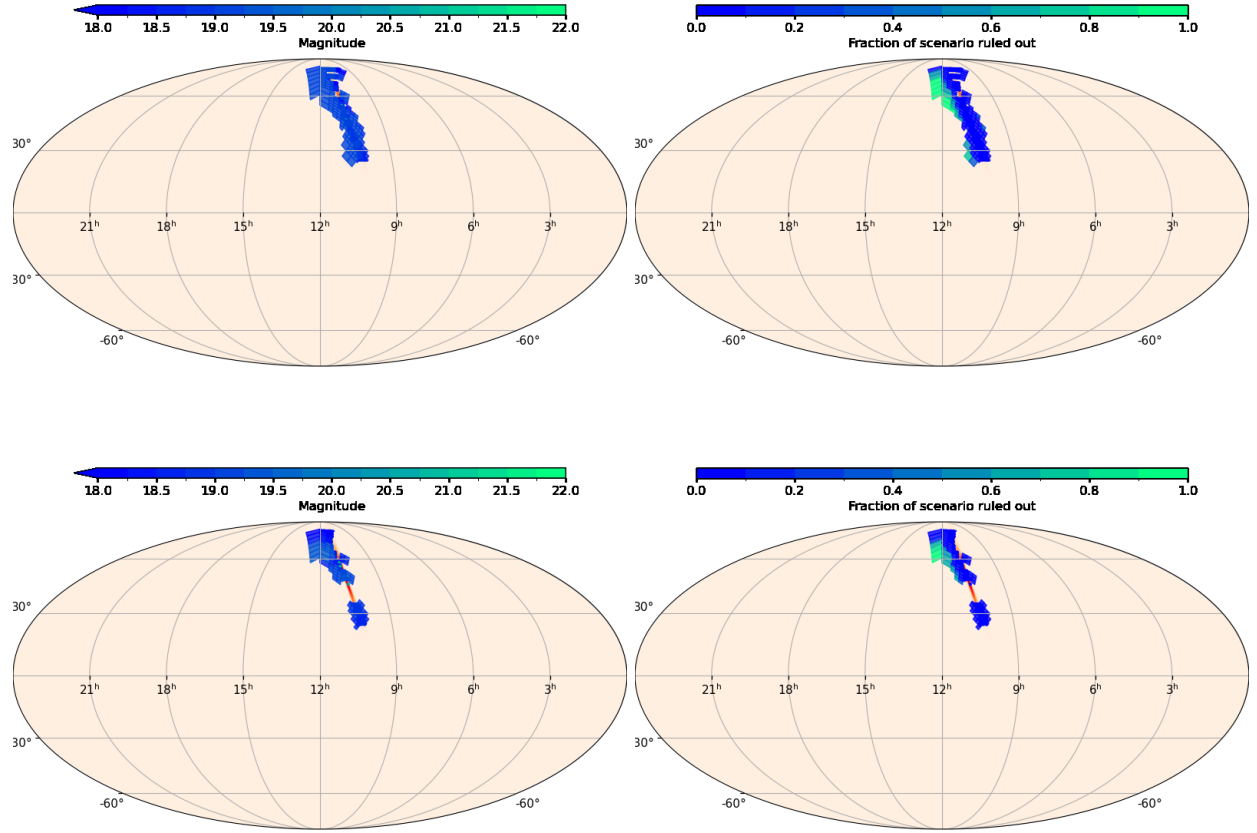 18.0 18.5 19.0 19.5 20.0 20.5 21.0 21.5 22.0
Magnitude
0.0 0.2 0.4 0.6 0.8 1.0
Fraction of scenario ruled out
30° 30°
21h 18h 15h 12h 9h 6h 3h
21h 18h 15h 12h 9h 6h 3h
30° 30°
-60° -60° -60°
18.0 18.5 19.0 19.5 20.0 20.5 21.0 21.5 22.0
Magnitude
0.0 0.2 0.4 0.6 0.8 1.0
Fraction of scenario ruled out
30° 30°
21h 18h 15h 12h 9h 6h 3h
21h 18h 15h 12h 9h 6h 3h
30° 30°
-60° -60° -60°